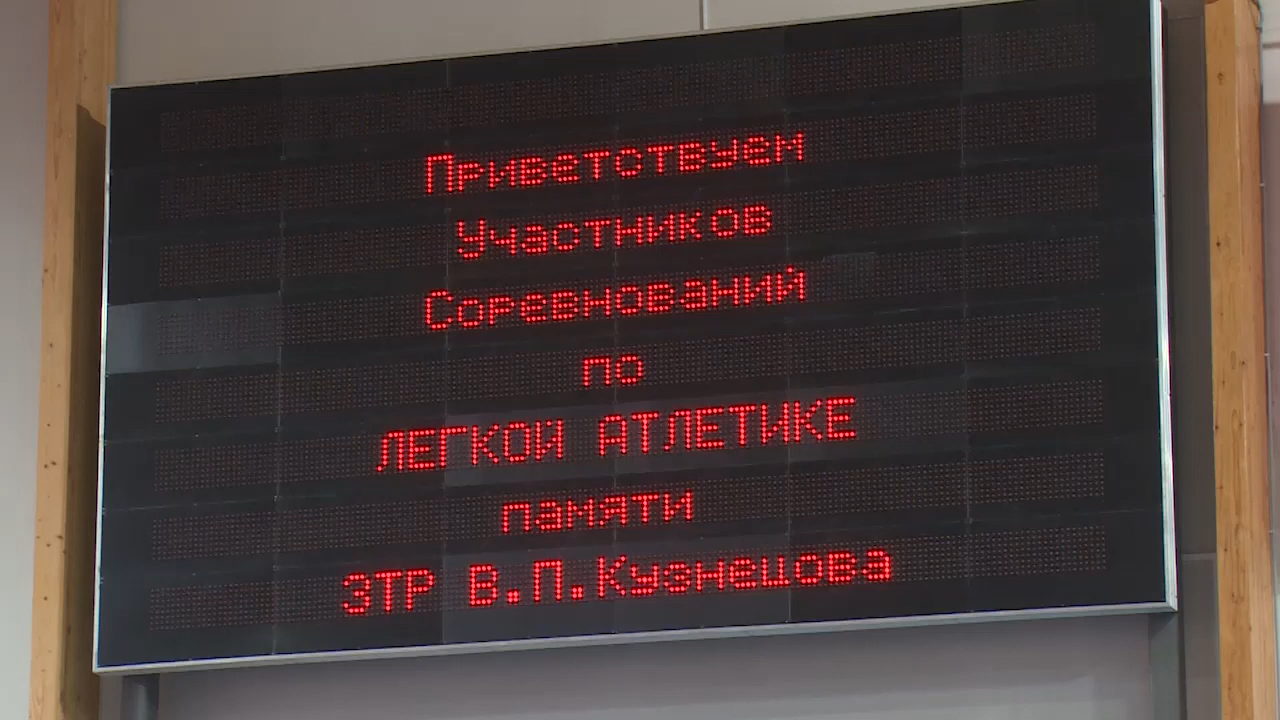 Приветствуем
Участников
Соревнований
по
ЛЕГКОЙ АТЛЕТИКЕ
памяти
ЗТР В.П.Кузнецова